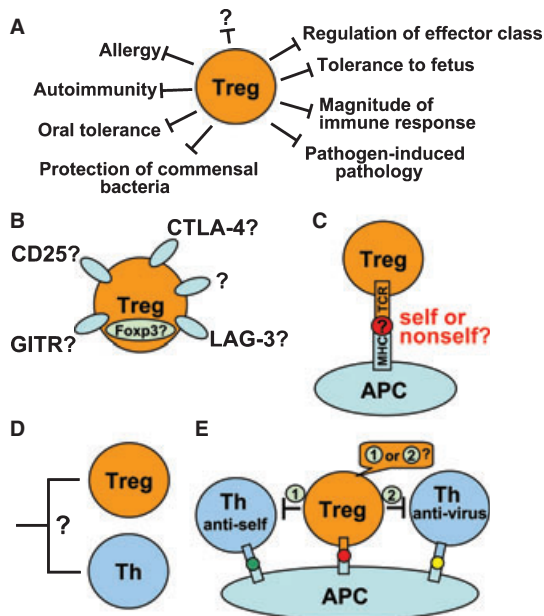 A
?
Allergy
Regulation of effector class
Tolerance to fetus
Autoimmunity
Treg
Oral tolerance
Magnitude of
immune response
Protection of commensal
bacteria
Pathogen-induced
pathology
B
CTLA-4?
CD25?
?
Treg
Foxp3?
GITR?
LAG-3?
C
Treg
TCR
?
MHC
self or
nonself?
APC
D
Treg
?
Th
E
1 or 2?
Th
anti-self
1
Treg
2
Th
anti-virus
APC